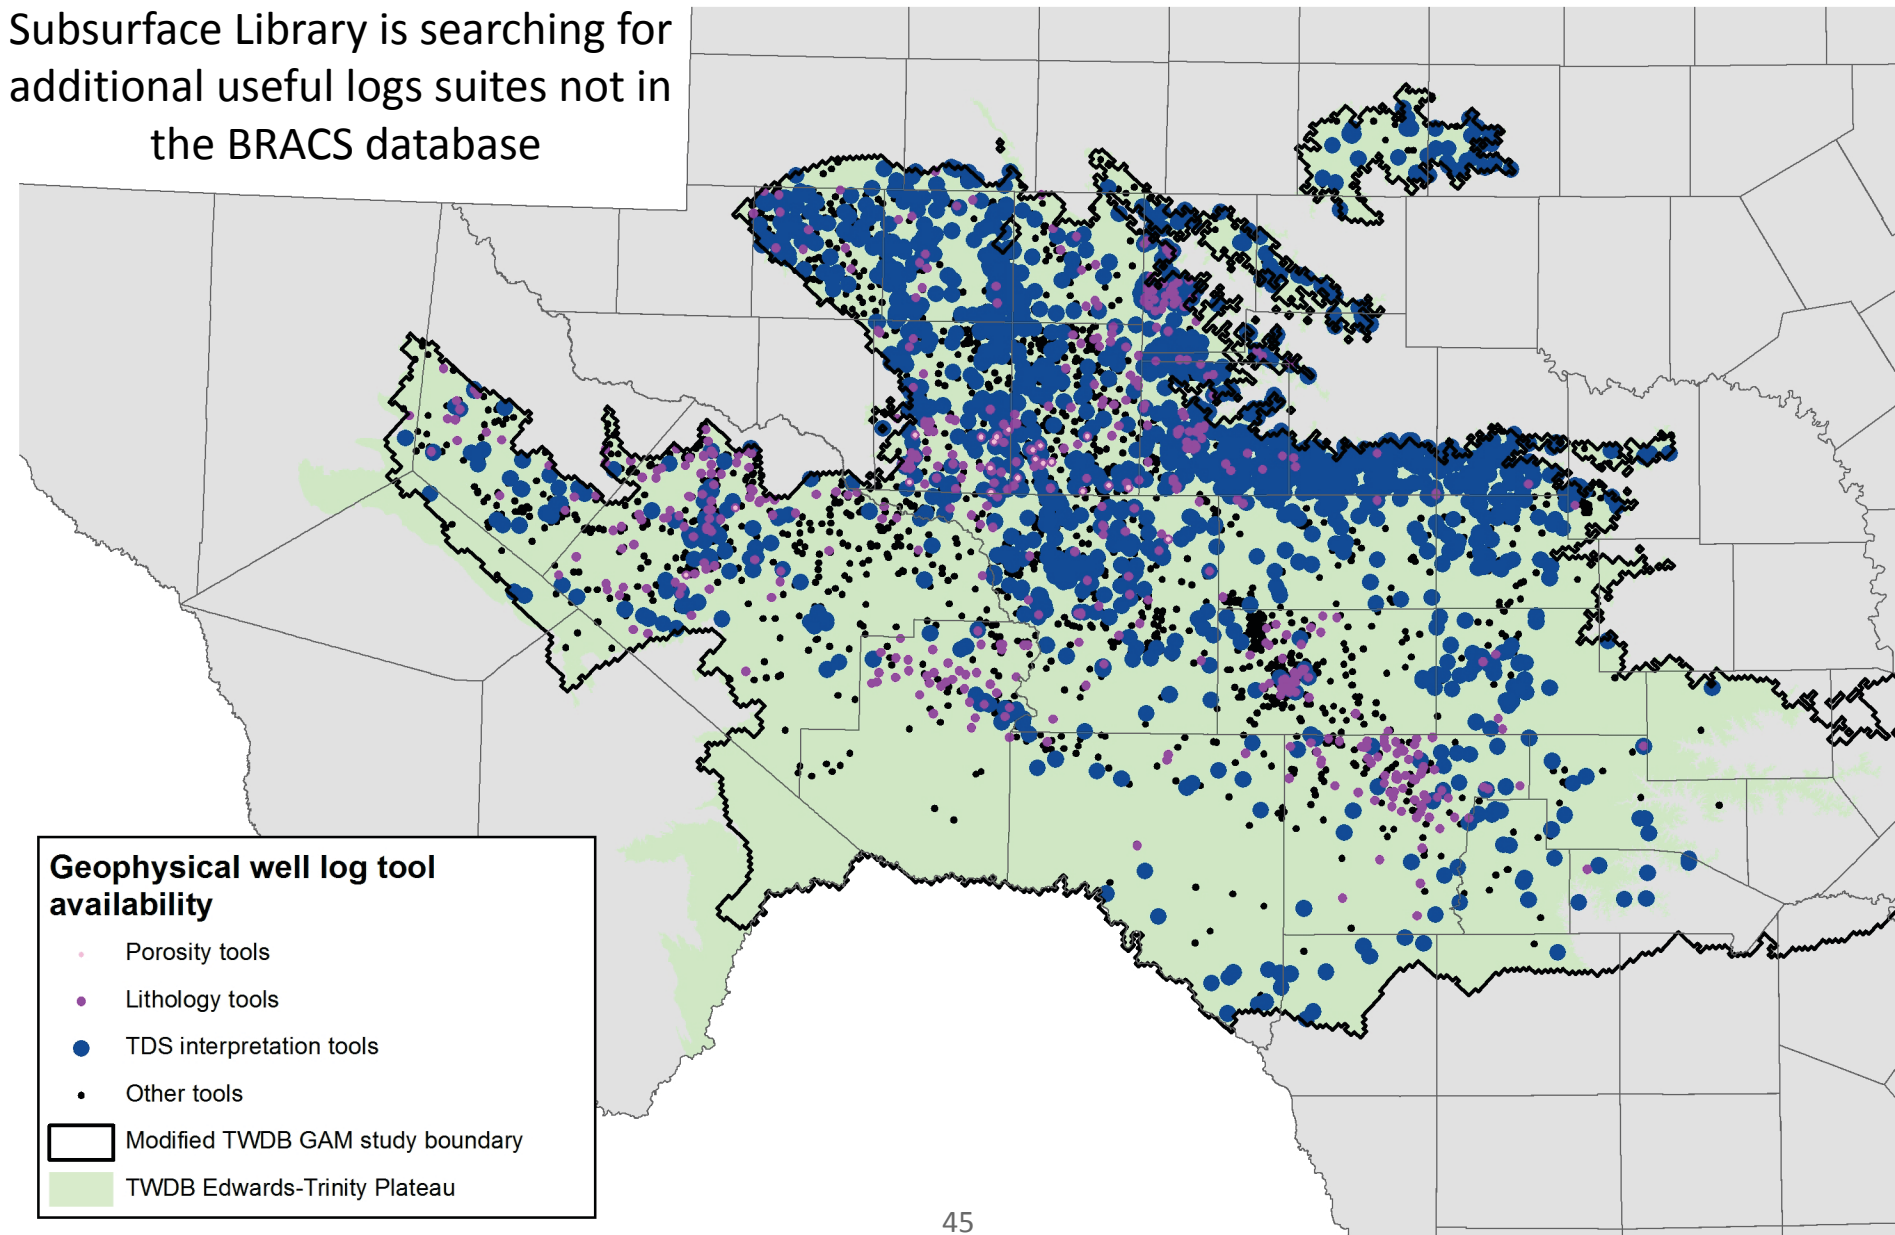 Subsurface Library is searching for
additional useful logs suites not in
the BRACS database
Geophysical well log tool
availability
Porosity tools
Lithology tools
TDS interpretation tools
Other tools
Modified TWDB GAM study boundary
TWDB Edwards-Trinity Plateau
45